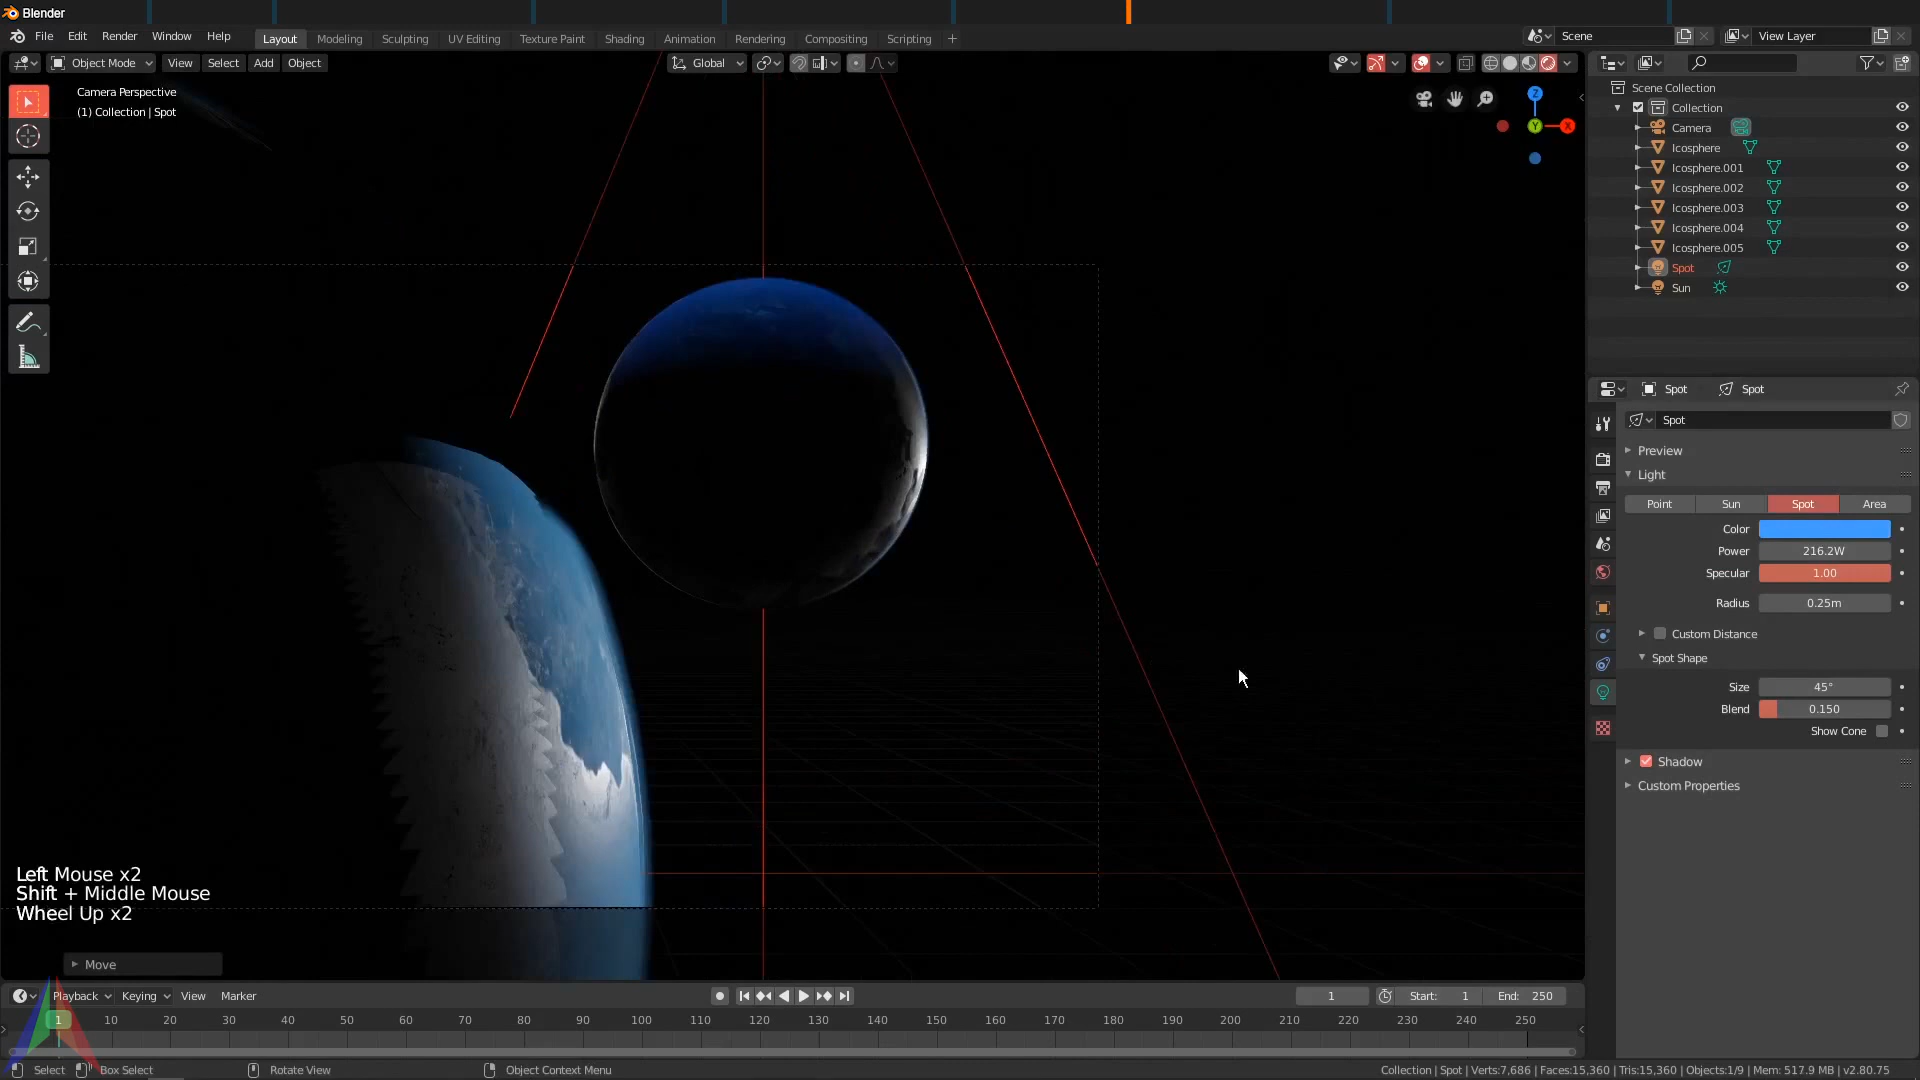 Blender
File Edit Render Window Help
Layout Modeling Sculpting UV Editing Texture Paint Shading Animation Rendering Compositing Scripting +
Scene
View Layer
Object Mode View Select Add Object
Global
Camera Perspective
(1) Collection | Spot
Z
Y
X
Scene Collection
Collection
Camera
Icosphere
Icosphere.001
Icosphere.002
Icosphere.003
Icosphere.004
Icosphere.005
Spot
Sun
Spot Spot
Spot
Preview
Light
Point Sun Spot Area
Color
Power 216.2W
Specular 1.00
Radius 0.25m
Custom Distance
Spot Shape
Size 45°
Blend 0.150
Show Cone
Shadow
Custom Properties
Left Mouse x2
Shift + Middle Mouse
Wheel Up x2
Move
Playback Keying View Marker
1 Start: 1 End: 250
1 10 20 30 40 50 60 70 80 90 100 110 120 130 140 150 160 170 180 190 200 210 220 230 240 250
Select Box Select Rotate View Object Context Menu
Collection | Spot | Verts:7,686 | Faces:15,360 | Tris:15,360 | Objects:1/9 | Mem: 517.9 MB | v2.80.75